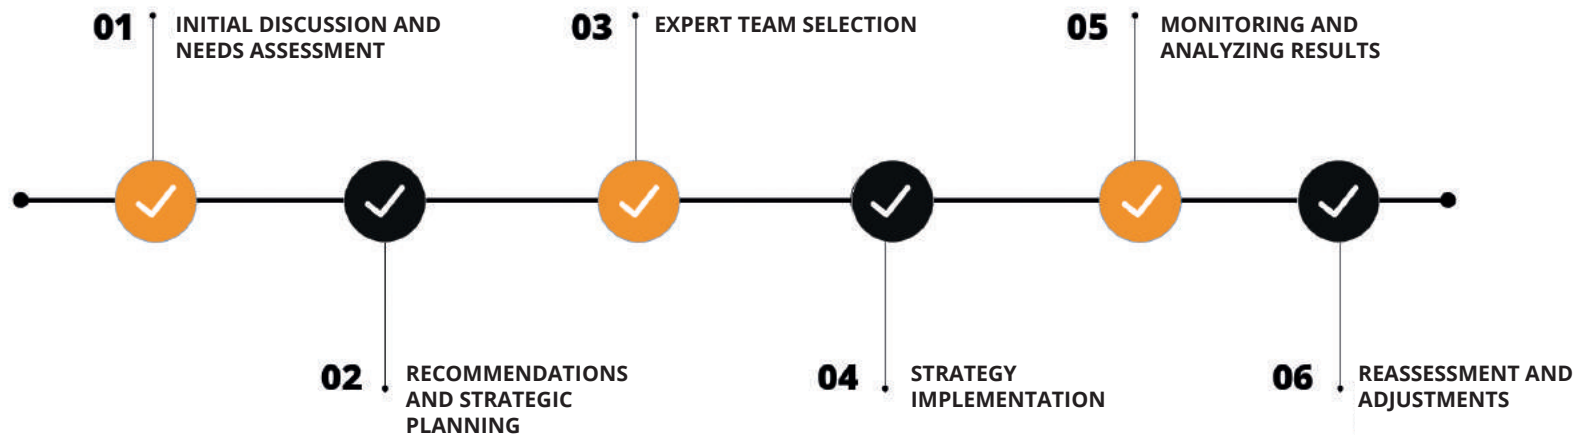 01
INITIAL DISCUSSION AND
NEEDS ASSESSMENT
02
RECOMMENDATIONS
AND STRATEGIC
PLANNING
03
EXPERT TEAM SELECTION
04
STRATEGY
IMPLEMENTATION
05
MONITORING AND
ANALYZING RESULTS
06
REASSESSMENT AND
ADJUSTMENTS